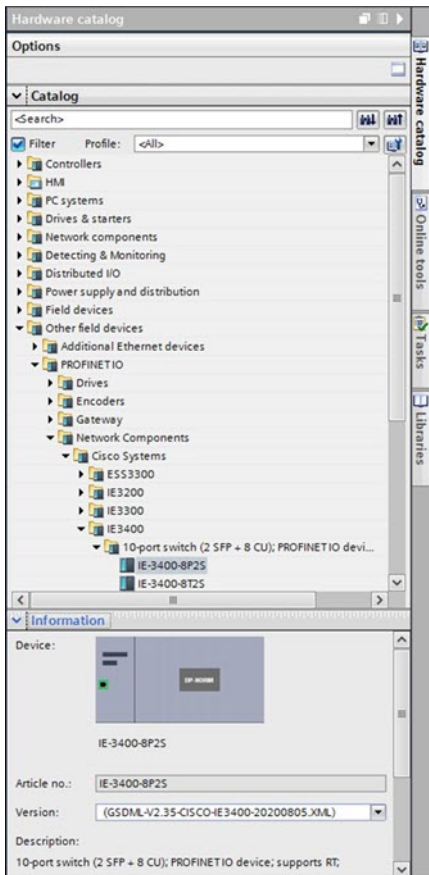 Hardware catalog
Options
Catalog
<Search>
Filter Profile: <All>
Controllers
HMI
PC systems
Drives & starters
Network components
Detecting & Monitoring
Distributed I/O
Power supply and distribution
Field devices
Other field devices
Additional Ethernet devices
PROFINET IO
Drives
Encoders
Gateway
Network Components
Cisco Systems
ESS3300
IE3200
IE3300
IE3400
10-port switch (2 SFP + 8 CU); PROFINET IO devi...
IE-3400-8P2S
IE-3400-8T2S
Information
Device:
DP-NORM
IE-3400-8P2S
Article no.: IE-3400-8P2S
Version: (GSDML-V2.35-CISCO-IE3400-20200805.XML)
Description:
10-port switch (2 SFP + 8 CU); PROFINET IO device; supports RT;
Hardware catalog
Online tools
Tasks
Libraries